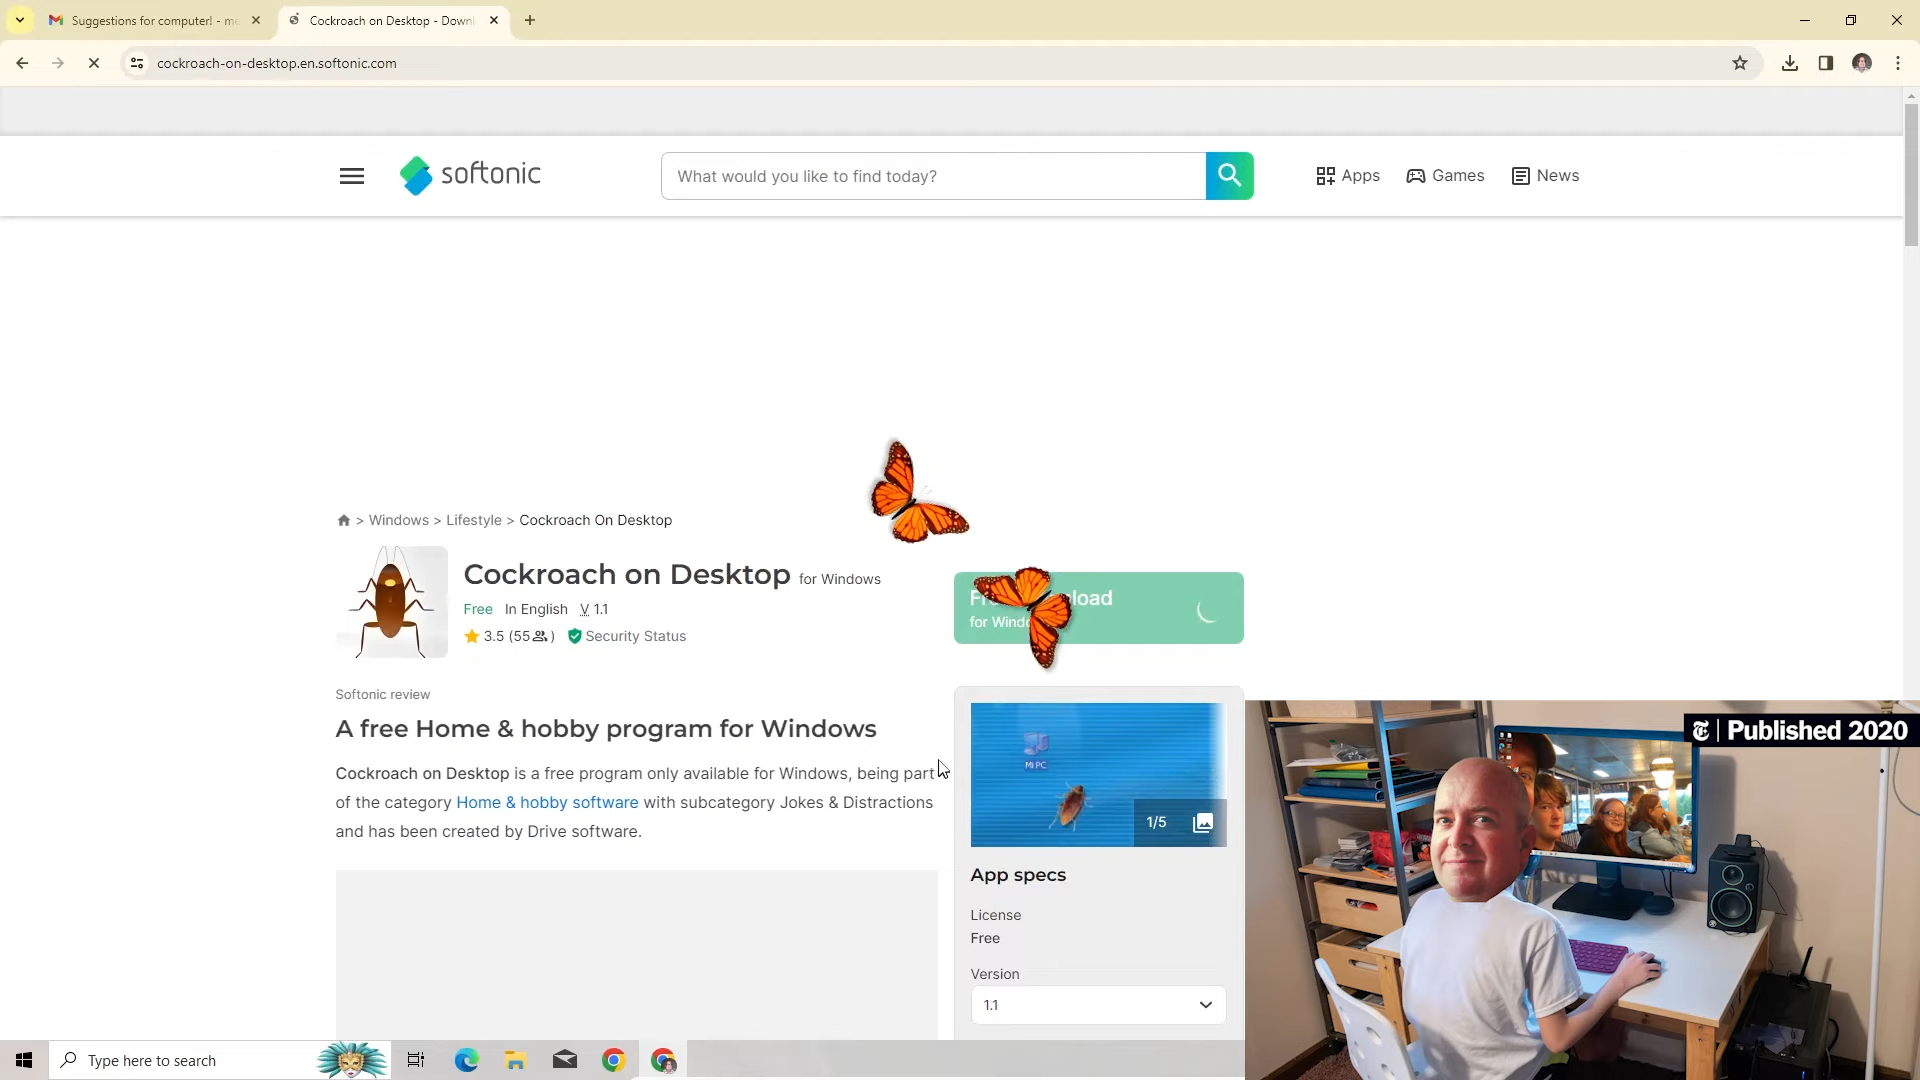 Suggestions for computer! - me
Cockroach on Desktop - Downl
cockroach-on-desktop.en.softonic.com
softonic
What would you like to find today?
Apps
Games
News
> Windows > Lifestyle > Cockroach On Desktop
Cockroach on Desktop for Windows
Free In English V 1.1
3.5 (55) Security Status
for Windo
Softonic review
A free Home & hobby program for Windows
Cockroach on Desktop is a free program only available for Windows, being part
of the category Home & hobby software with subcategory Jokes & Distractions
and has been created by Drive software.
MI PC
1/5
App specs
License
Free
Version
1.1
T | Published 2020
Type here to search